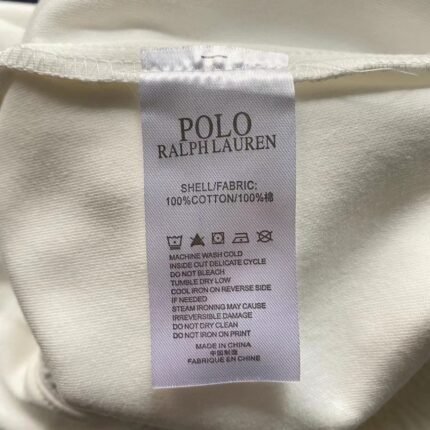 POLO
RALPH LAUREN
SHELL/FABRIC:
100%COTTON/100%棉
MACHINE WASH COLD
INSIDE OUT DELICATE CYCLE
DO NOT BLEACH
TUMBLE DRY LOW
COOL IRON ON REVERSE SIDE
IF NEEDED
STEAM IRONING MAY CAUSE
IRREVERSIBLE DAMAGE
DO NOT DRY CLEAN
DO NOT IRON ON PRINT
MADE IN CHINA
中国制造
FABRIQUE EN CHINE